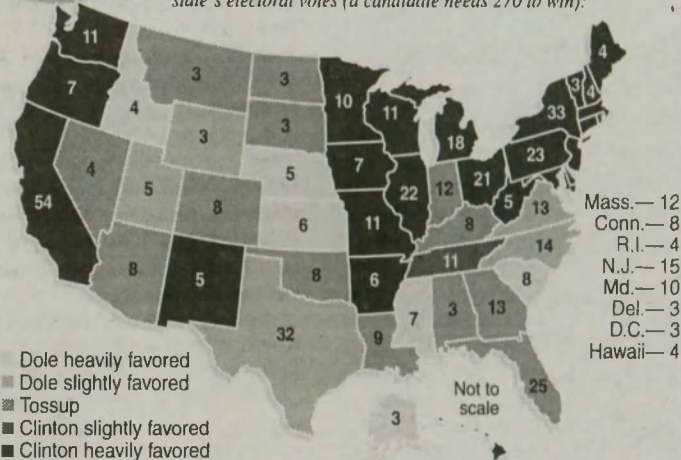 state's electoral votes (a candidate needs 270 to win):
11
7
4
3
3
3
3
4
5
8
54
8
5
5
6
8
32
10
7
11
6
9
11
22
18
12
21
8
11
7
3
13
25
5
13
14
8
23
33
3
4
4
Mass.— 12
Conn.— 8
R.I.— 4
N.J.— 15
Md.— 10
Del.— 3
D.C.— 3
Hawaii— 4
Dole heavily favored
Dole slightly favored
Tossup
Clinton slightly favored
Clinton heavily favored
3
Not to
scale